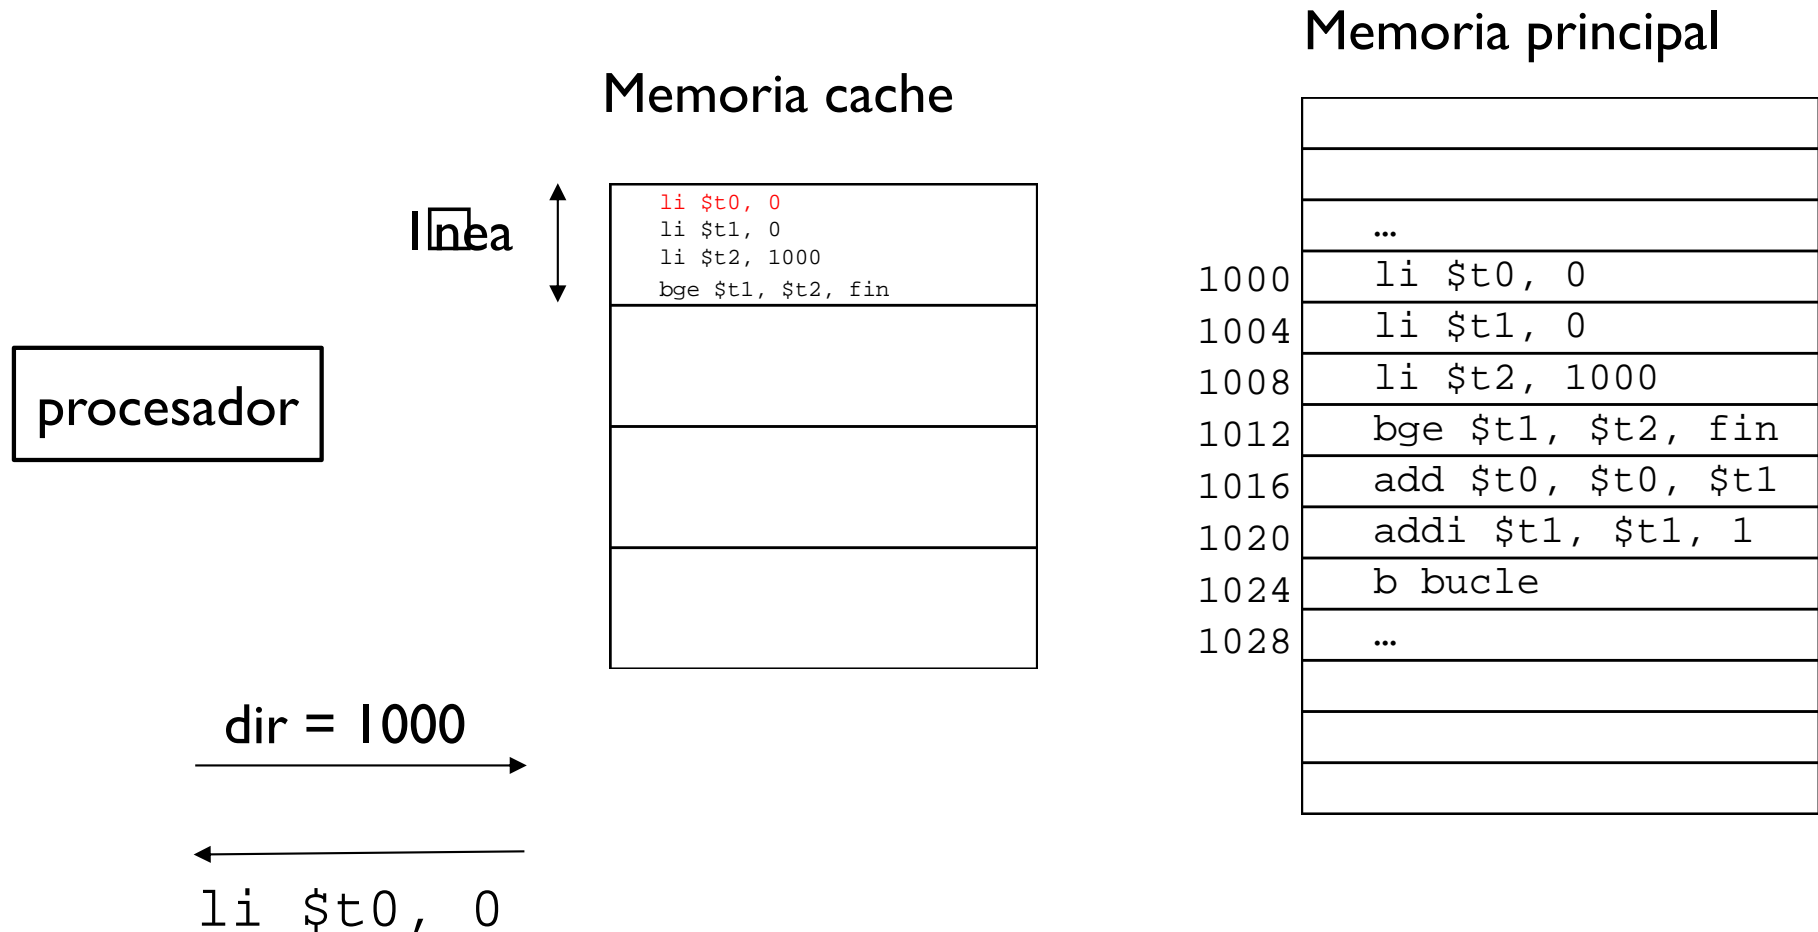 Memoria principal
Memoria cache
línea
li $t0, 0
li $t1, 0
li $t2, 1000
bge $t1, $t2, fin
procesador
…
1000 li $t0, 0
1004 li $t1, 0
1008 li $t2, 1000
1012 bge $t1, $t2, fin
1016 add $t0, $t0, $t1
1020 addi $t1, $t1, 1
1024 b bucle
1028 …
dir = 1000
li $t0, 0